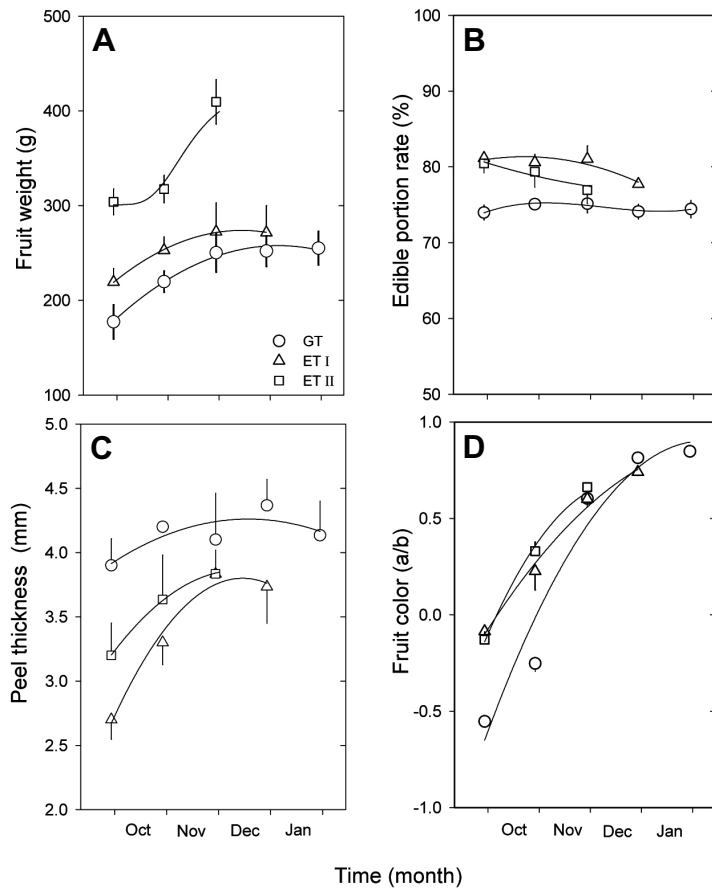 A
Fruit weight (g)
500
400
300
200
100
GT
ET I
ET II
B
Edible portion rate (%)
100
90
80
70
60
50
C
Peel thickness (mm)
5.0
4.5
4.0
3.5
3.0
2.5
2.0
Oct Nov Dec Jan
D
Fruit color (a/b)
1.0
0.5
0.0
-0.5
-1.0
Oct Nov Dec Jan
Time (month)